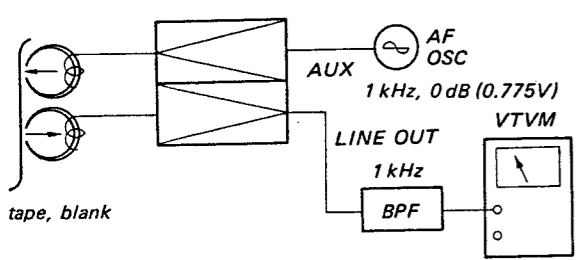 AF
OSC
AUX
1 kHz, 0 dB (0.775V)
VTVM
LINE OUT
1 kHz
BPF
tape, blank